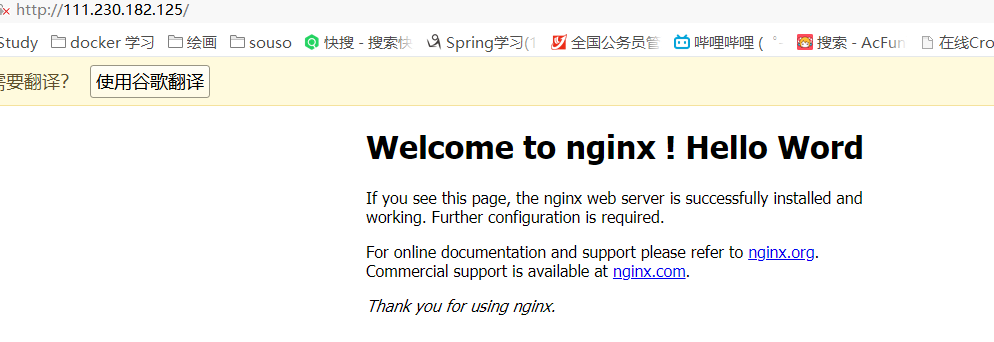 http://111.230.182.125/
Study docker 学习 绘画 souso 快搜 - 搜索快 Spring学习(1 全国公务员管 哔哩哔哩 ( ゜- 搜索 - AcFun 在线Cro
需要翻译? 使用谷歌翻译
Welcome to nginx ! Hello Word
If you see this page, the nginx web server is successfully installed and
working. Further configuration is required.
For online documentation and support please refer to nginx.org.
Commercial support is available at nginx.com.
Thank you for using nginx.